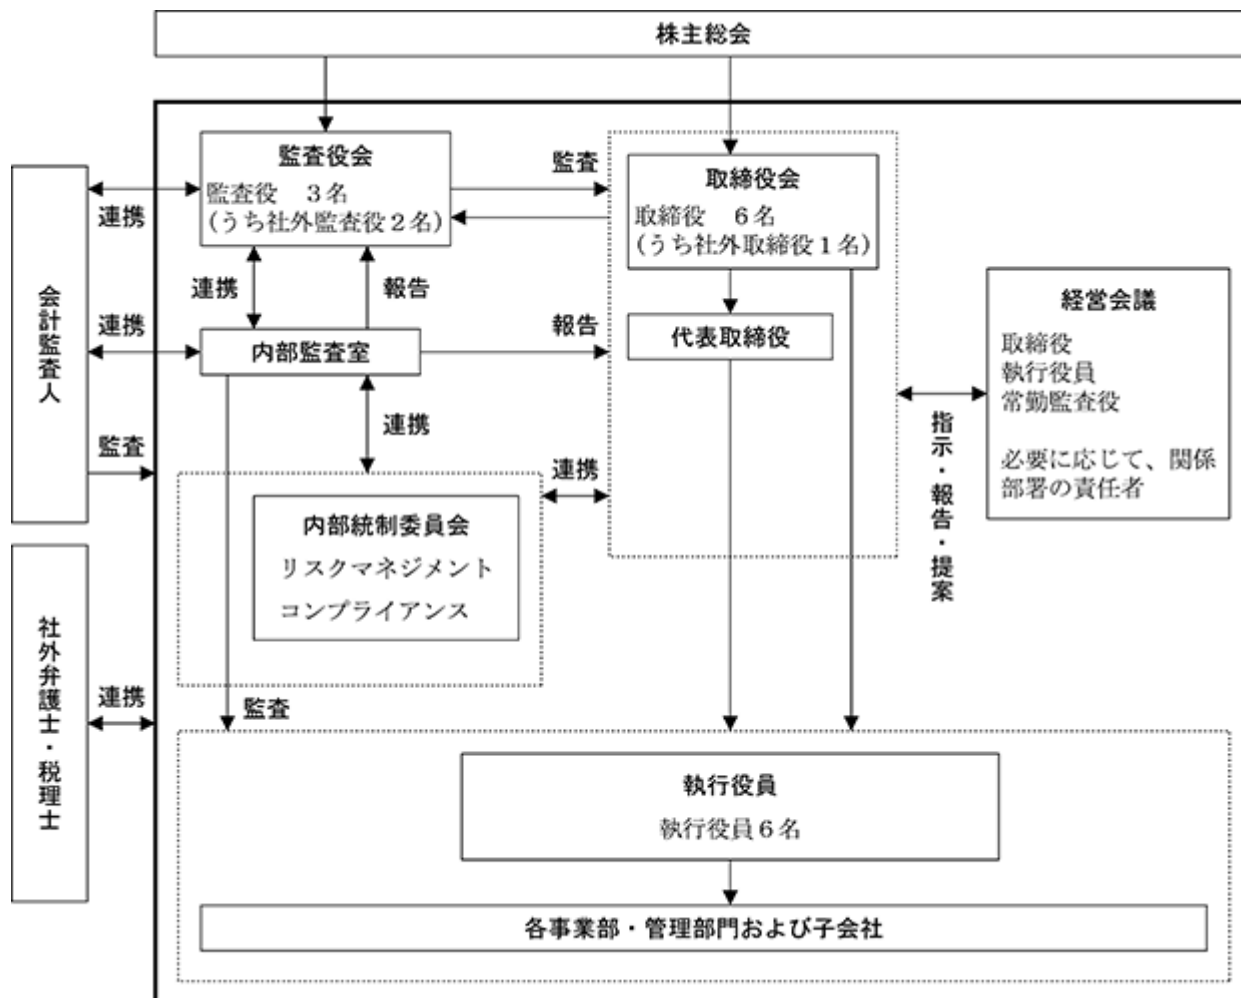 株主総会
監査役会
監査役　３名
(うち社外監査役２名)
監査
取締役会
取締役　６名
(うち社外取締役１名)
連携
連携
報告
会計監査人
連携
内部監査室
報告
代表取締役
経営会議
取締役
執行役員
常勤監査役
必要に応じて、関係
部署の責任者
指示・報告・提案
監査
連携
連携
内部統制委員会
リスクマネジメント
コンプライアンス
社外弁護士・税理士
連携
監査
執行役員
執行役員６名
各事業部・管理部門および子会社